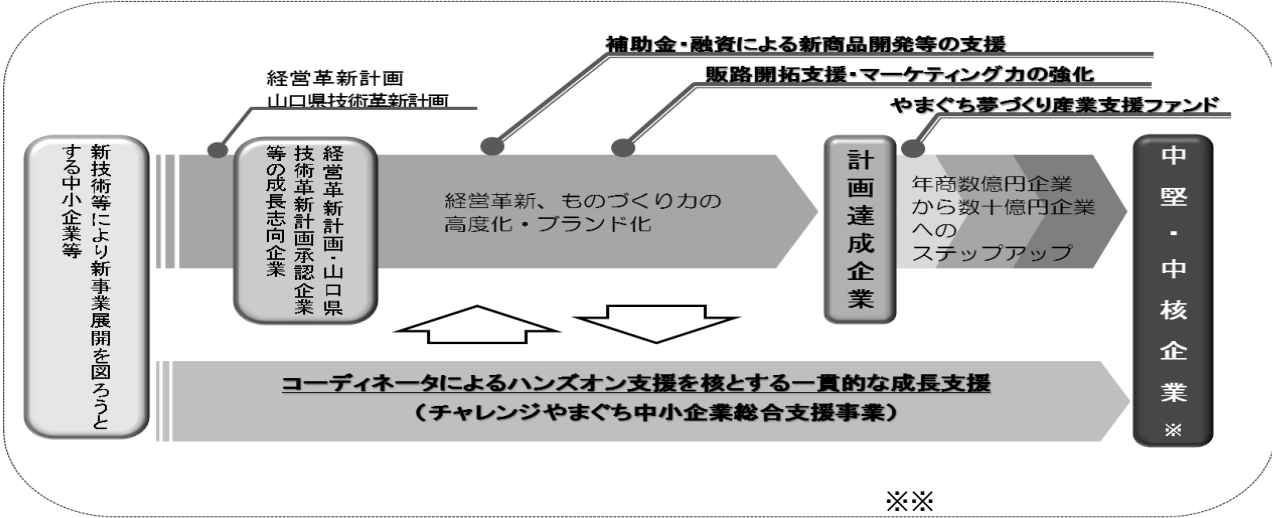 補助金・融資による新商品開発等の支援
販路開拓支援・マーケティング力の強化
やまぐち夢づくり産業支援ファンド
経営革新計画
山口県技術革新計画
新技術等により新事業展開を図ろうと
する中小企業等
経営革新計画・山口県
技術革新計画承認企業
等の成長志向企業
経営革新、ものづくり力の
高度化・ブランド化
計画達成企業
年商数億円企業
から数十億円企業
への
ステップアップ
中堅・中核企業※
コーディネータによるハンズオン支援を核とする一貫的な成長支援
（チャレンジやまぐち中小企業総合支援事業）
※※